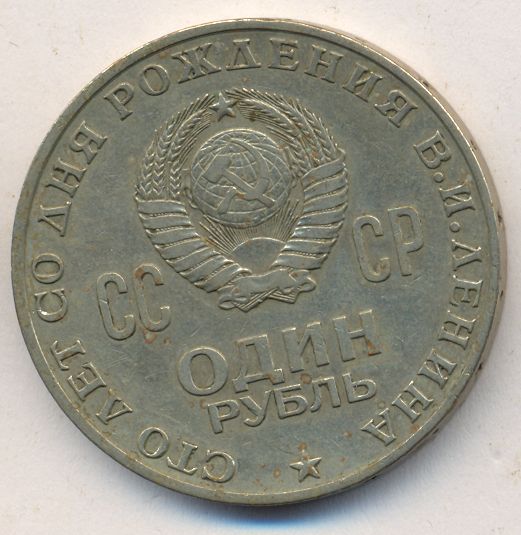 СТО ЛЕТ СО ДНЯ РОЖДЕНИЯ В.И.ЛЕНИНА
СС СР
ОДИН
РУБЛЬ